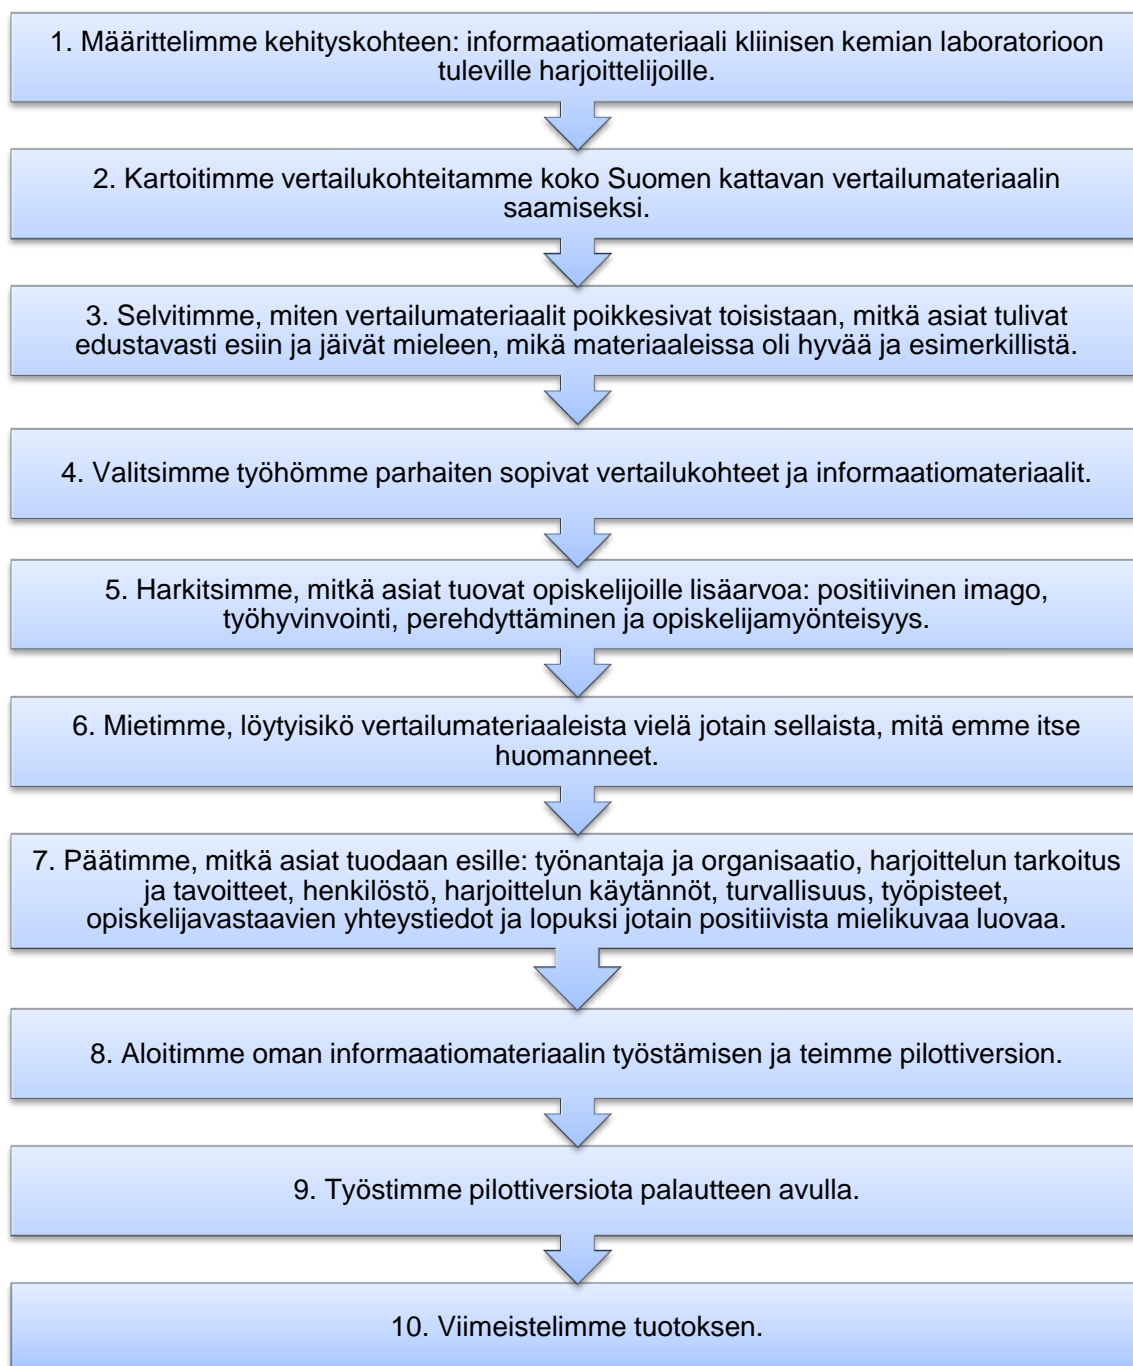 1. Määrittelimme kehityskohteen: informaatiomateriaali kliinisen kemian laboratorioon
tuleville harjoittelijoille.
2. Kartoitimme vertailukohteitamme koko Suomen kattavan vertailumateriaalin
saamiseksi.
3. Selvitimme, miten vertailumateriaalit poikkesivat toisistaan, mitkä asiat tulivat
edustavasti esiin ja jäivät mieleen, mikä materiaaleissa oli hyvää ja esimerkillistä.
4. Valitsimme työhömme parhaiten sopivat vertailukohteet ja informaatiomateriaalit.
5. Harkitsimme, mitkä asiat tuovat opiskelijoille lisäarvoa: positiivinen imago,
työhyvinvointi, perehdyttäminen ja opiskelijamyönteisyys.
6. Mietimme, löytyisikö vertailumateriaaleista vielä jotain sellaista, mitä emme itse
huomanneet.
7. Päätimme, mitkä asiat tuodaan esille: työnantaja ja organisaatio, harjoittelun tarkoitus
ja tavoitteet, henkilöstö, harjoittelun käytännöt, turvallisuus, työpisteet,
opiskelijavastaavien yhteystiedot ja lopuksi jotain positiivista mielikuvaa luovaa.
8. Aloitimme oman informaatiomateriaalin työstämisen ja teimme pilottiversion.
9. Työstimme pilottiversiota palautteen avulla.
10. Viimeistelimme tuotoksen.